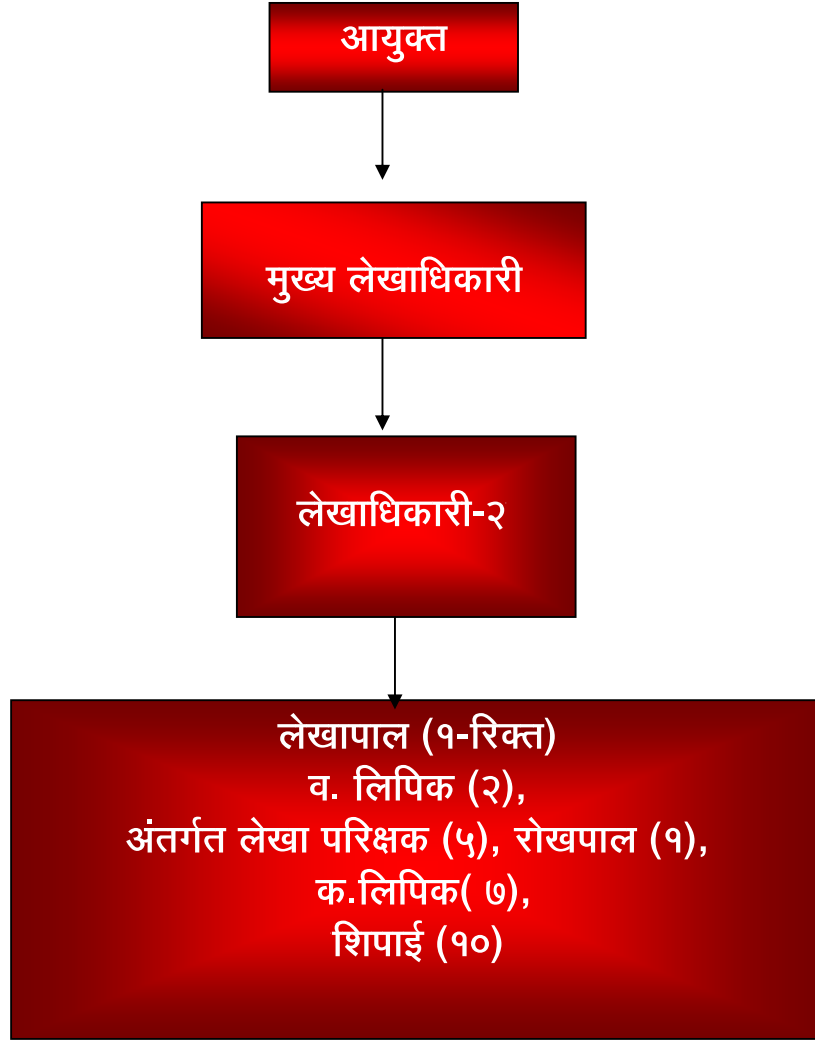 आयुक्त
मुख्य लेखाधिकारी
लेखाधिकारी-२
लेखापाल (१-रिक्त)
व. लिपिक (२),
अंतर्गत लेखा परिक्षक (५), रोखपाल (१),
क.लिपिक( ७),
शिपाई (१०)